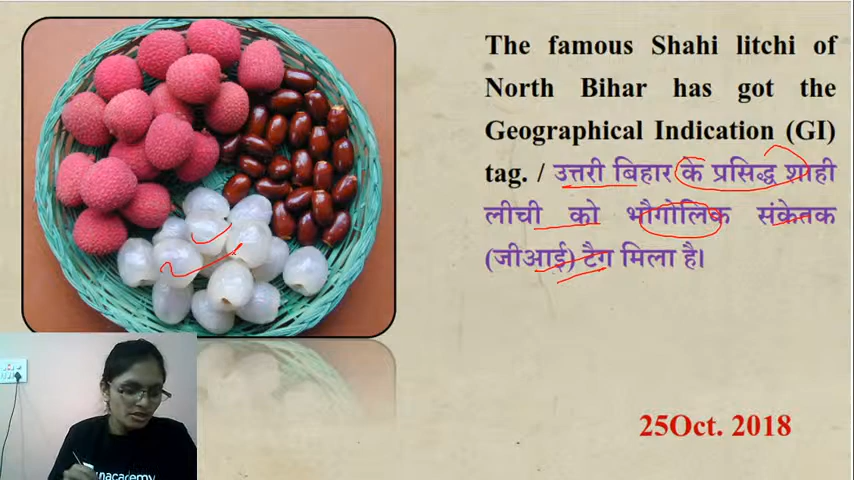 The famous Shahi litchi of
North Bihar has got the
Geographical Indication (GI)
tag. / उत्तरी बिहार के प्रसिद्ध शाही
लीची को भौगोलिक संकेतक
(जीआई) टैग मिला है।
25Oct. 2018
unacademy